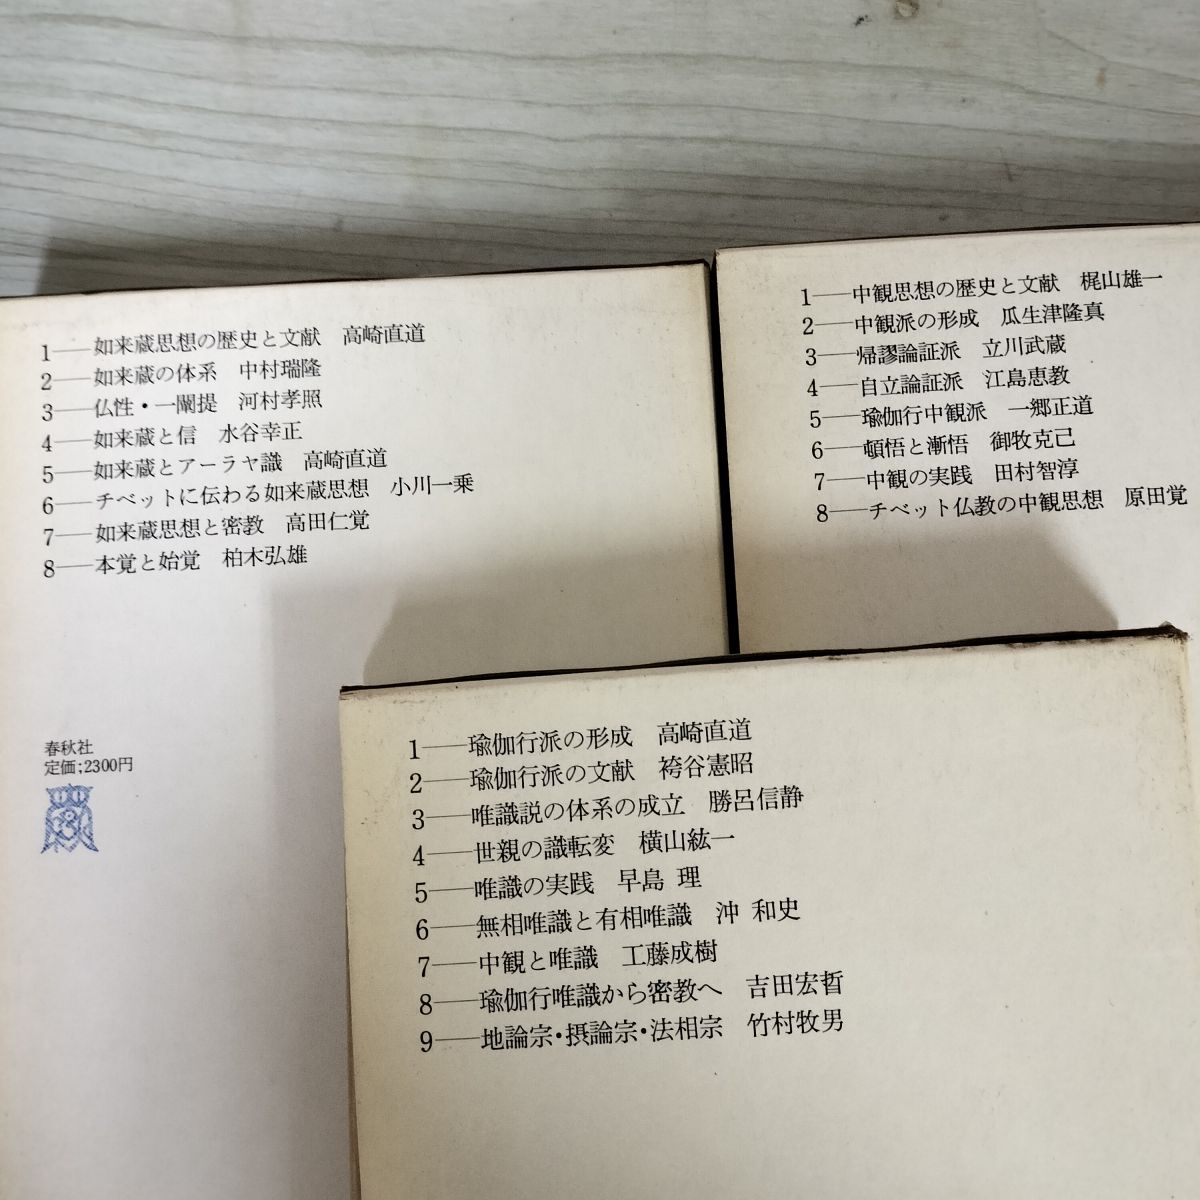 1──如来蔵思想の歴史と文献 高崎直道
2──如来蔵の体系 中村瑞隆
3──仏性・一闡提 河村孝照
4──如来蔵と信 水谷幸正
5──如来蔵とアーラヤ識 高崎直道
6──チベットに伝わる如来蔵思想 小川一乗
7──如来蔵思想と密教 高田仁覚
8──本覚と始覚 柏木弘雄
春秋社
定価;2300円
1──中観思想の歴史と文献 梶山雄一
2──中観派の形成 瓜生津隆真
3──帰謬論証派 立川武蔵
4──自立論証派 江島恵教
5──瑜伽行中観派 一郷正道
6──頓悟と漸悟 御牧克己
7──中観の実践 田村智淳
8──チベット仏教の中観思想 原田覚
1──瑜伽行派の形成 高崎直道
2──瑜伽行派の文献 袴谷憲昭
3──唯識説の体系の成立 勝呂信静
4──世親の識転変 横山紘一
5──唯識の実践 早島 理
6──無相唯識と有相唯識 沖 和史
7──中観と唯識 工藤成樹
8──瑜伽行唯識から密教へ 吉田宏晢
9──地論宗・摂論宗・法相宗 竹村牧男